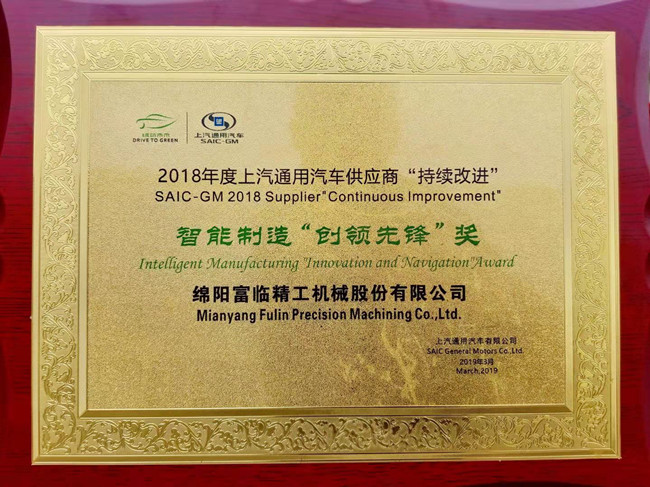 绿动未来
DRIVE TO GREEN
上汽通用汽车
SAIC-GM
2018年度上汽通用汽车供应商“持续改进”
SAIC-GM 2018 Supplier"Continuous Improvement"
智能制造“创领先锋”奖
Intelligent Manufacturing "Innovation and Navigation"Award
绵阳富临精工机械股份有限公司
Mianyang Fulin Precision Machining Co.,Ltd.
上汽通用汽车有限公司
SAIC General Motors Co.,Ltd.
2019年3月
March,2019